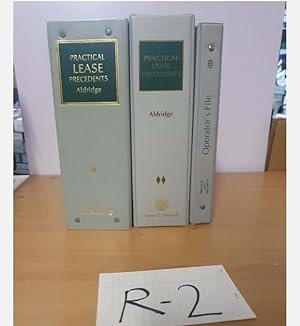 PRACTICAL
LEASE
PRECEDENTS
Aldridge
PRACTICAL
LEASE
PRECEDENTS
Aldridge
Operator's File
R-2